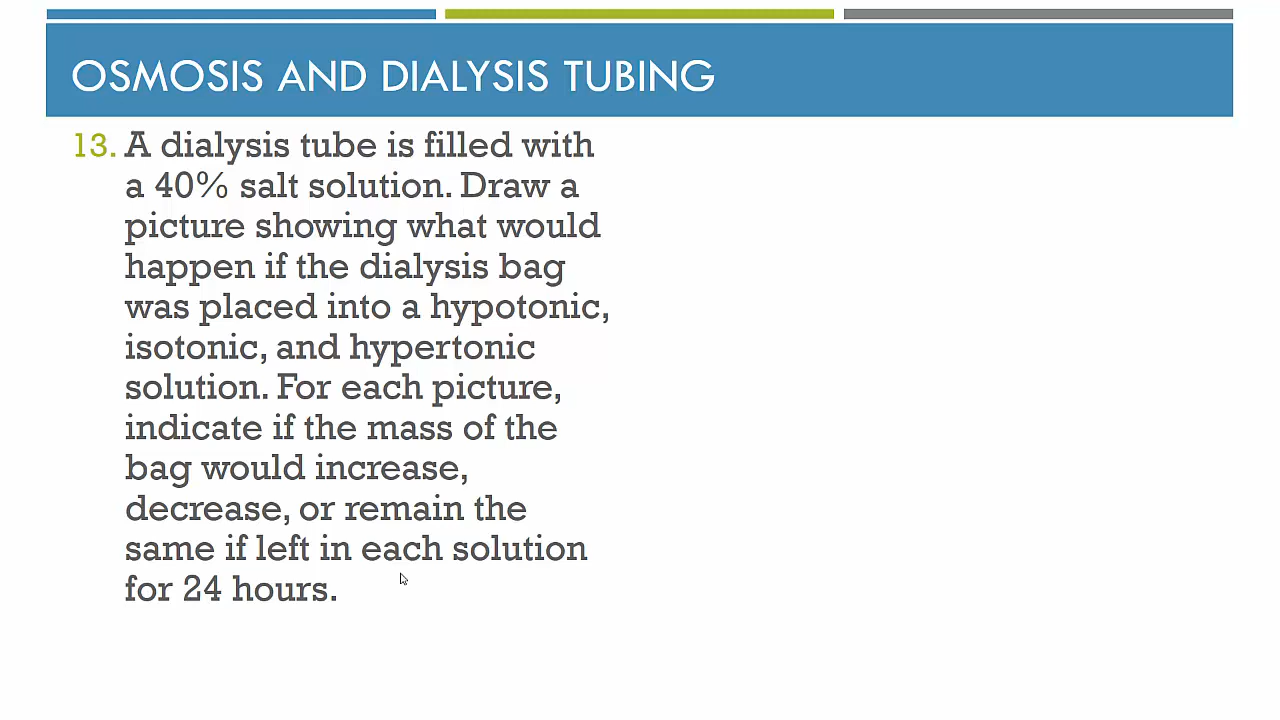 OSMOSIS AND DIALYSIS TUBING
13. A dialysis tube is filled with
a 40% salt solution. Draw a
picture showing what would
happen if the dialysis bag
was placed into a hypotonic,
isotonic, and hypertonic
solution. For each picture,
indicate if the mass of the
bag would increase,
decrease, or remain the
same if left in each solution
for 24 hours.